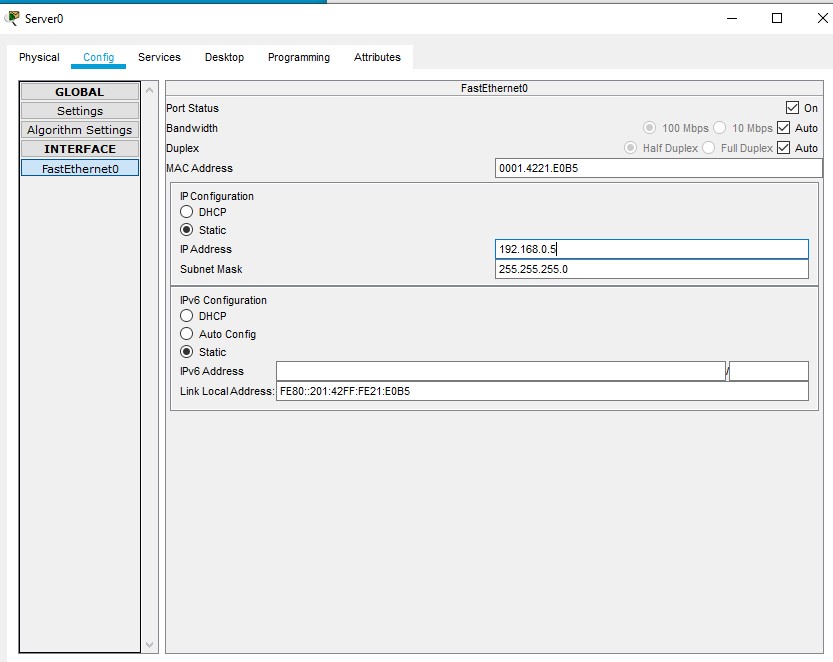 Server0
Physical Config Services Desktop Programming Attributes
GLOBAL
Settings
Algorithm Settings
INTERFACE
FastEthernet0
FastEthernet0
Port Status On
Bandwidth 100 Mbps 10 Mbps Auto
Duplex Half Duplex Full Duplex Auto
MAC Address 0001.4221.E0B5
IP Configuration
DHCP
Static
IP Address 192.168.0.5
Subnet Mask 255.255.255.0
IPv6 Configuration
DHCP
Auto Config
Static
IPv6 Address /
Link Local Address: FE80::201:42FF:FE21:E0B5